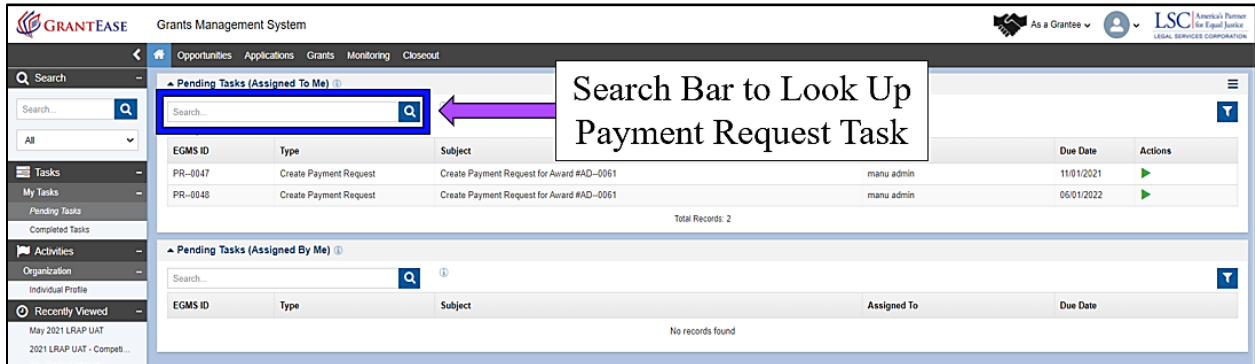 GRANTEASE
Grants Management System
As a Grantee
LSC America's Partner for Equal Justice
LEGAL SERVICES CORPORATION
Opportunities Applications Grants Monitoring Closeout
Search
Search...
All
Tasks
My Tasks
Pending Tasks
Completed Tasks
Activities
Organization
Individual Profile
Recently Viewed
May 2021 LRAP UAT
2021 LRAP UAT - Competi...
Pending Tasks (Assigned To Me)
Search...
Search Bar to Look Up
Payment Request Task
EGMS ID Type Subject Due Date Actions
PR--0047 Create Payment Request Create Payment Request for Award #AD--0061 manu admin 11/01/2021
PR--0048 Create Payment Request Create Payment Request for Award #AD--0061 manu admin 06/01/2022
Total Records: 2
Pending Tasks (Assigned By Me)
Search...
EGMS ID Type Subject Assigned To Due Date
No records found